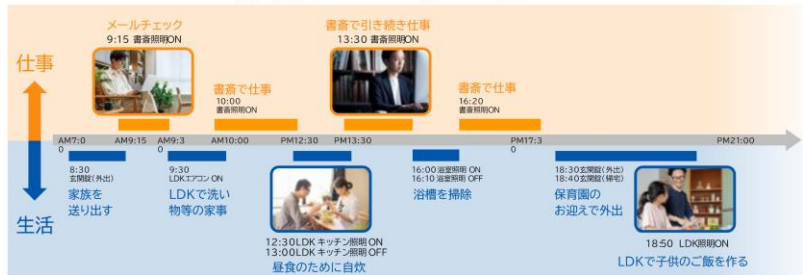 メールチェック
9:15 書斎照明ON
書斎で引き続き仕事
13:30 書斎照明ON
仕事
書斎で仕事
10:00
書斎照明ON
書斎で仕事
16:20
書斎照明ON
AM7:0
0
AM9:15
AM9:3
0
AM10:00
PM12:30
PM13:30
PM17:3
0
PM21:00
生活
8:30
玄関錠(外出)
家族を
送り出す
9:30
LDKエアコン ON
LDKで洗い
物等の家事
12:30LDK キッチン照明 ON
13:00LDK キッチン照明 OFF
昼食のために自炊
16:00 浴室照明 ON
16:10 浴室照明 OFF
浴槽を掃除
18:30玄関錠(外出)
18:40玄関錠(帰宅)
保育園の
お迎えで外出
18:50 LDK照明ON
LDKで子供のご飯を作る